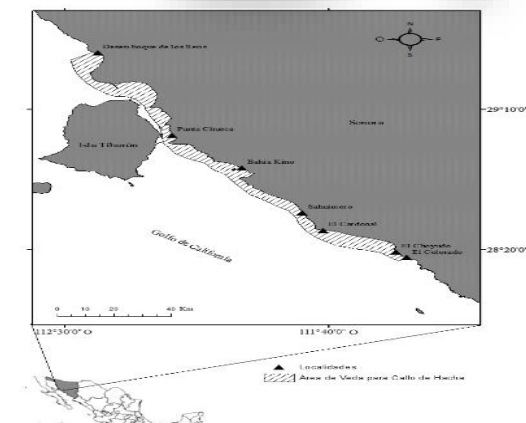 Desemboque de los Seris
N
O E
S
29°10'0"
Sonora
Punta Chueca
Isla Tiburón
Bahía Kino
El Cardonal
Golfo de California
El Choyudo
El Colorado
28°20'0"
0 10 20 40 Km
112°30'0" O 111°40'0" O
Localidades
Area de Veda para Callo de Hacha